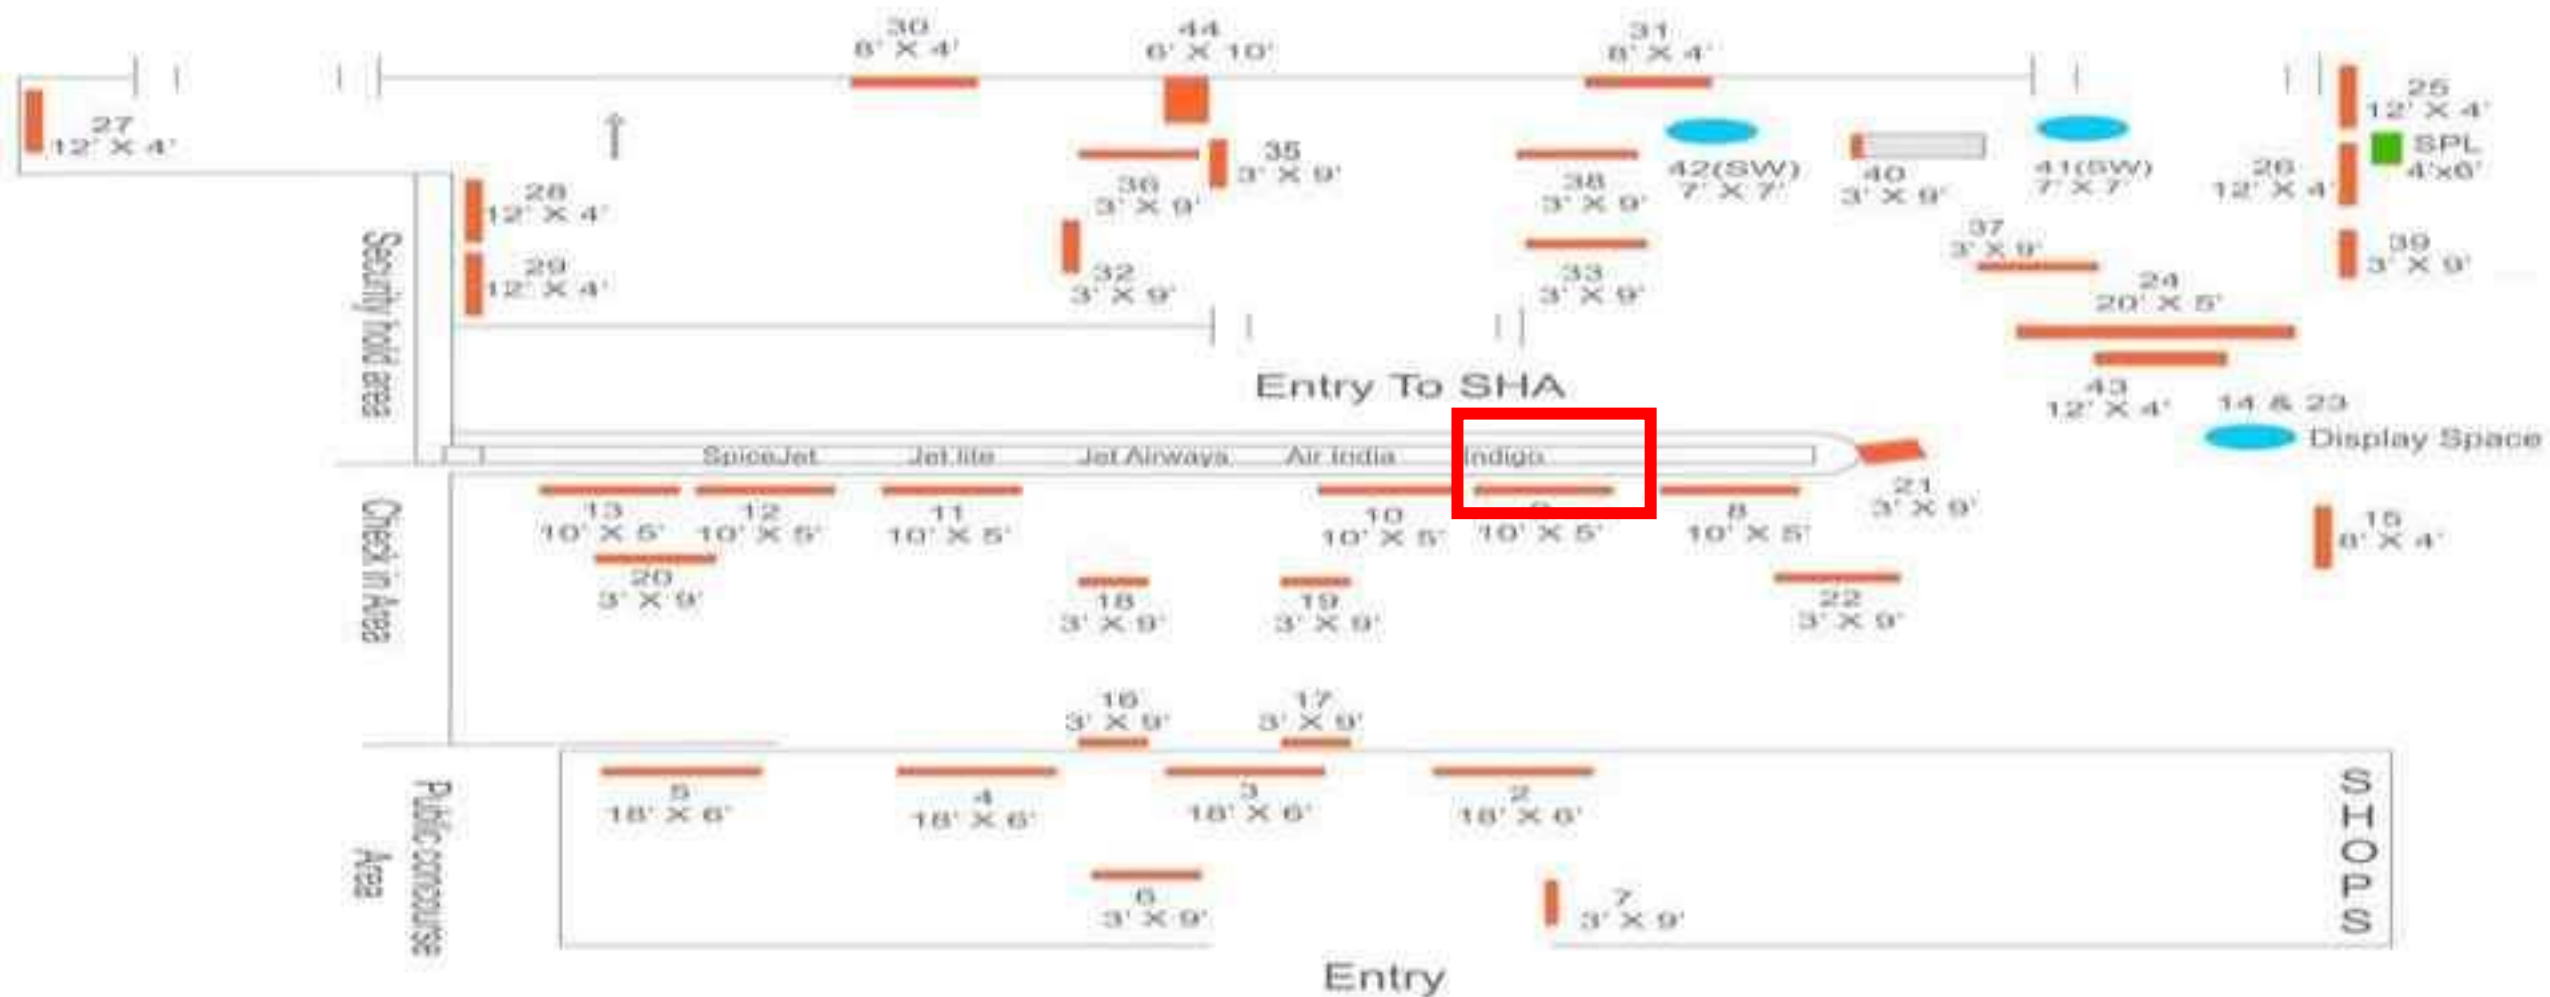 30
8' X 4'
44
6' X 10'
31
8' X 4'
25
12' X 4'
27
12' X 4'
SPL
4'x6'
35
3' X 9'
36
3' X 9'
38
3' X 9'
42(SW)
7' X 7'
40
3' X 9'
41(SW)
7' X 7'
26
12' X 4'
28
12' X 4'
37
3' X 9'
39
3' X 9'
29
12' X 4'
32
3' X 9'
33
3' X 9'
24
20' X 5'
Security hold area
Entry To SHA
43
12' X 4'
14 & 23
Display Space
SpiceJet
Jet lite
Jet Airways
Air India
Indigo
21
3' X 9'
13
10' X 5'
12
10' X 5'
11
10' X 5'
10
10' X 5'
10' X 5'
8
10' X 5'
15
8' X 4'
Check in Area
20
3' X 9'
18
3' X 9'
19
3' X 9'
22
3' X 9'
16
3' X 9'
17
3' X 9'
5
18' X 6'
4
18' X 6'
3
18' X 6'
2
18' X 6'
SHOPS
Public concourse
Area
6
3' X 9'
7
3' X 9'
Entry